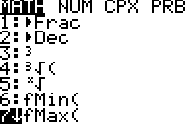 MATH NUM CPX PRB
1:►Frac
2:►Dec
3:³
4:³√(
5:ˣ√
6:fMin(
7↓fMax(